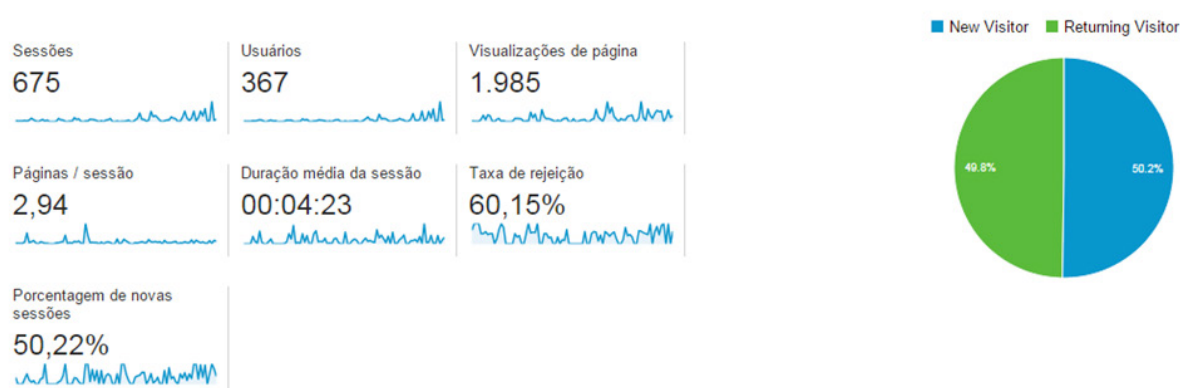 New Visitor Returning Visitor
Sessões
675
Usuários
367
Visualizações de página
1.985
Páginas / sessão
2,94
Duração média da sessão
00:04:23
Taxa de rejeição
60,15%
Porcentagem de novas
sessões
50,22%
49.8%
50.2%